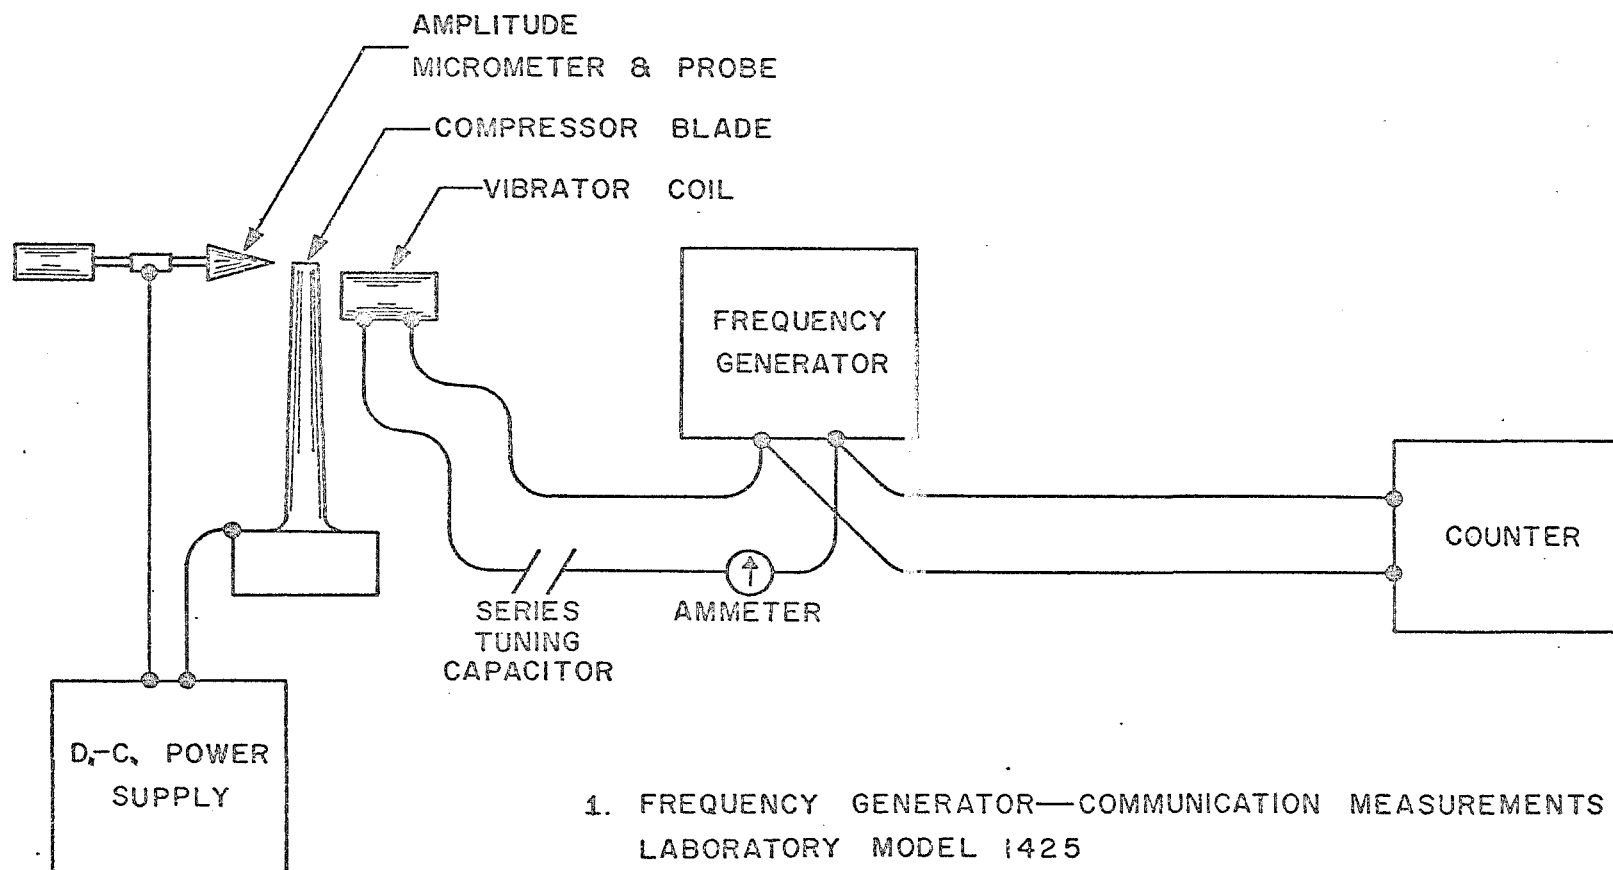 AMPLITUDE
MICROMETER & PROBE
COMPRESSOR BLADE
VIBRATOR COIL
FREQUENCY
GENERATOR
COUNTER
SERIES
TUNING
CAPACITOR
AMMETER
D.-C. POWER
SUPPLY
1. FREQUENCY GENERATOR—COMMUNICATION MEASUREMENTS
LABORATORY MODEL 1425